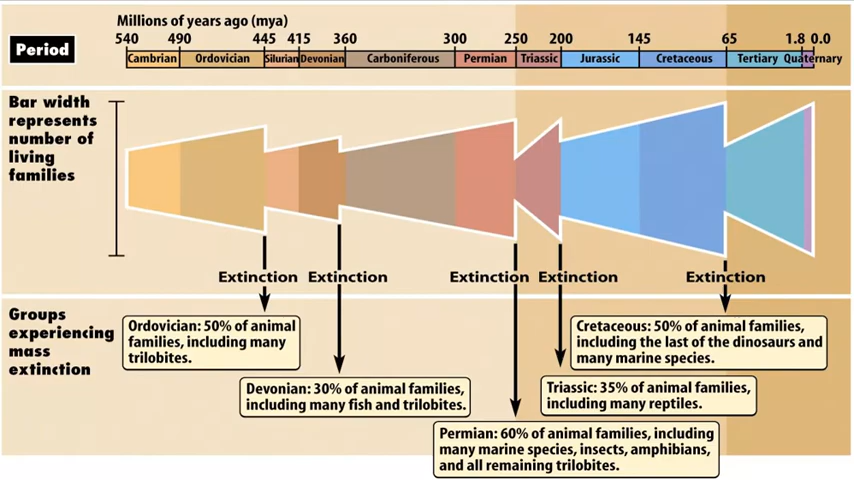 Millions of years ago (mya)
540 490 445 415 360 300 250 200 145 65 1.8 0.0
Period
Cambrian Ordovician Silurian Devonian Carboniferous Permian Triassic Jurassic Cretaceous Tertiary Quaternary
Bar width
represents
number of
living
families
Extinction Extinction Extinction Extinction Extinction
Groups
experiencing
mass
extinction
Ordovician: 50% of animal
families, including many
trilobites.
Devonian: 30% of animal families,
including many fish and trilobites.
Permian: 60% of animal families, including
many marine species, insects, amphibians,
and all remaining trilobites.
Triassic: 35% of animal families,
including many reptiles.
Cretaceous: 50% of animal families,
including the last of the dinosaurs and
many marine species.